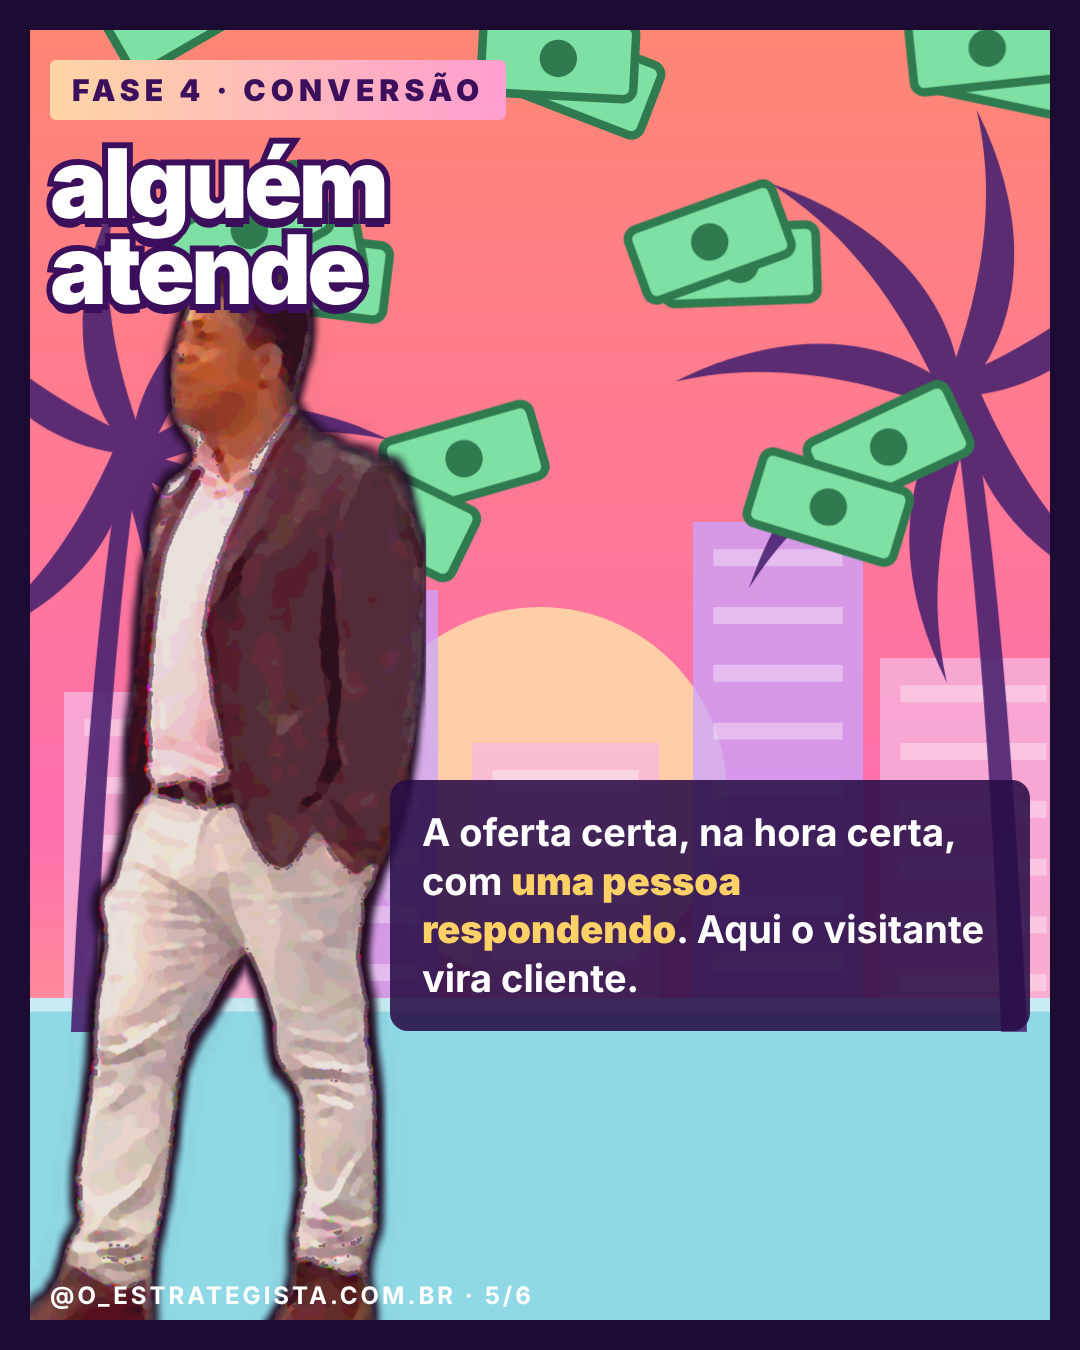 FASE 4 · CONVERSÃO
alguém
atende
A oferta certa, na hora certa,
com uma pessoa
respondendo. Aqui o visitante
vira cliente.
@O_ESTRATEGISTA.COM.BR · 5/6